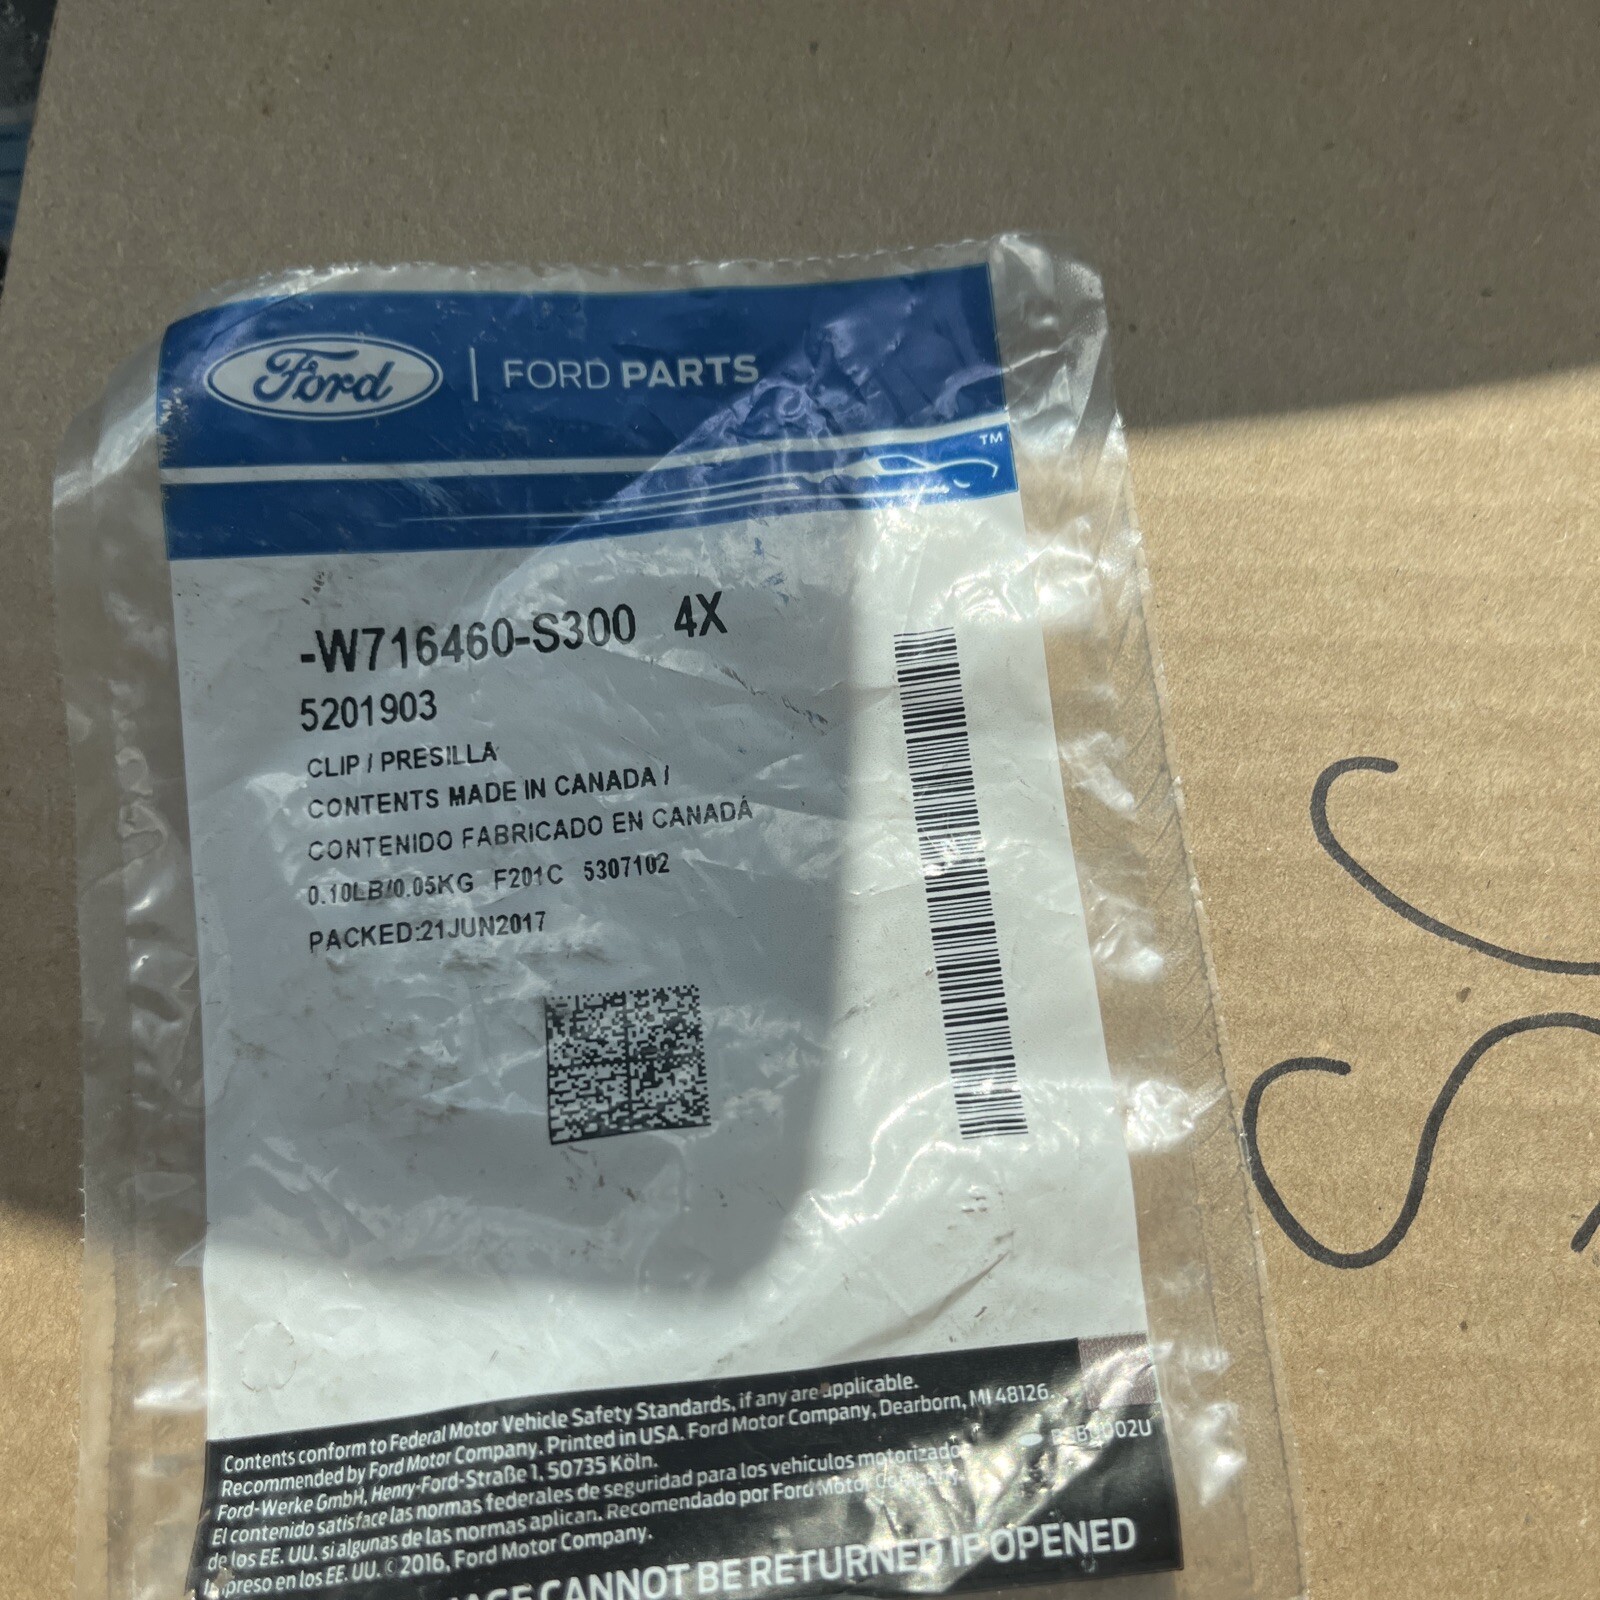 Ford | FORD PARTS
TM
-W716460-S300 4X
5201903
CLIP / PRESILLA
CONTENTS MADE IN CANADA /
CONTENIDO FABRICADO EN CANADÁ
0.10LB/0.05KG F201C 5307102
PACKED:21JUN2017
Contents conform to Federal Motor Vehicle Safety Standards, if any are applicable.
Recommended by Ford Motor Company. Printed in USA. Ford Motor Company, Dearborn, MI 48126.
Ford-Werke GmbH, Henry-Ford-Straße 1, 50735 Köln.
El contenido satisface las normas federales de seguridad para los vehículos motorizado
de los EE. UU. si algunas de las normas aplican. Recomendado por Ford Motor Company.
Impreso en los EE. UU. © 2016, Ford Motor Company.
CANNOT BE RETURNED IF OPENED